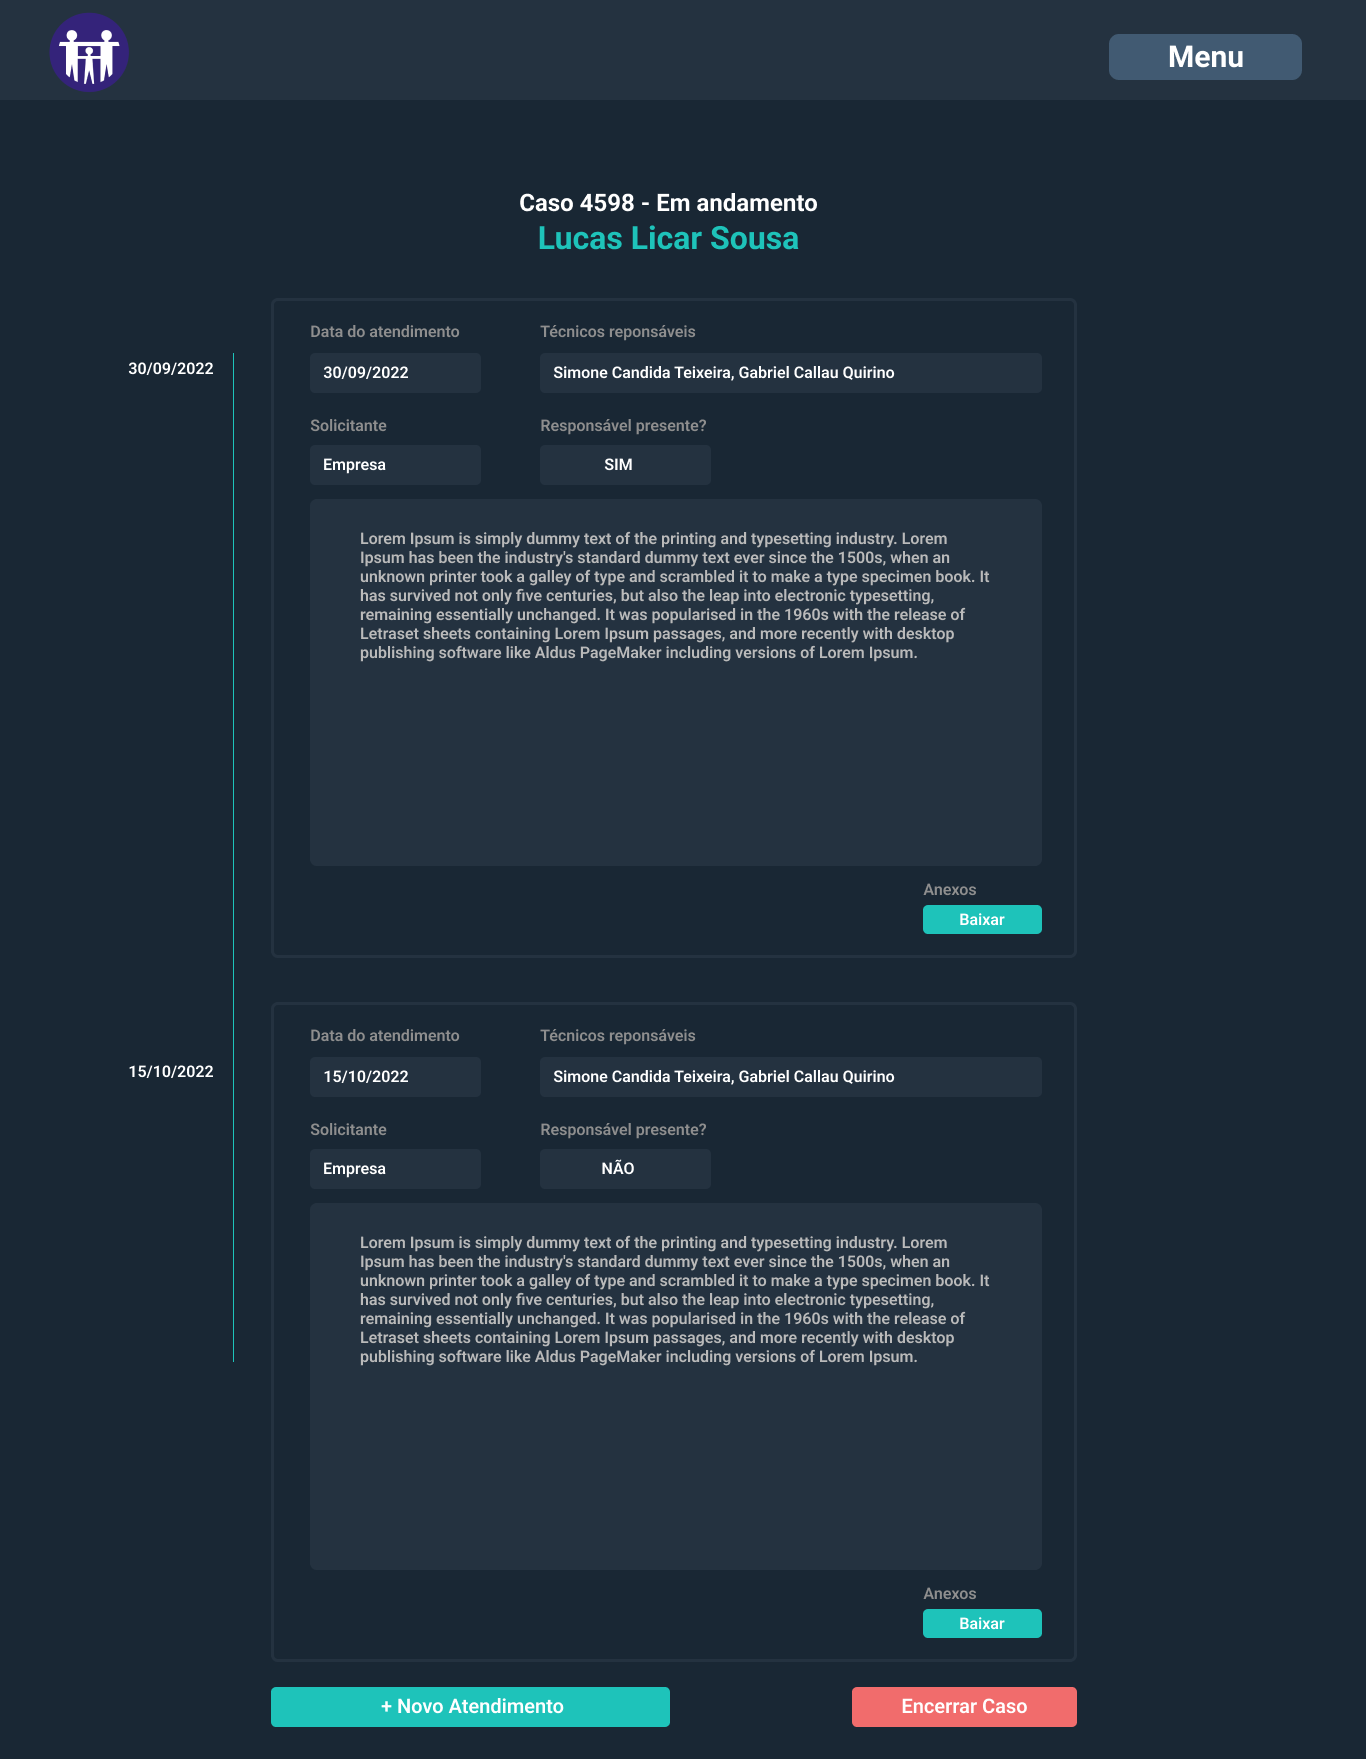 Menu
Caso 4598 - Em andamento
Lucas Licar Sousa
30/09/2022
Data do atendimento
Técnicos reponsáveis
30/09/2022
Simone Candida Teixeira, Gabriel Callau Quirino
Solicitante
Responsável presente?
Empresa
SIM
Lorem Ipsum is simply dummy text of the printing and typesetting industry. Lorem
Ipsum has been the industry's standard dummy text ever since the 1500s, when an
unknown printer took a galley of type and scrambled it to make a type specimen book. It
has survived not only five centuries, but also the leap into electronic typesetting,
remaining essentially unchanged. It was popularised in the 1960s with the release of
Letraset sheets containing Lorem Ipsum passages, and more recently with desktop
publishing software like Aldus PageMaker including versions of Lorem Ipsum.
Anexos
Baixar
15/10/2022
Data do atendimento
Técnicos reponsáveis
15/10/2022
Simone Candida Teixeira, Gabriel Callau Quirino
Solicitante
Responsável presente?
Empresa
NÃO
Lorem Ipsum is simply dummy text of the printing and typesetting industry. Lorem
Ipsum has been the industry's standard dummy text ever since the 1500s, when an
unknown printer took a galley of type and scrambled it to make a type specimen book. It
has survived not only five centuries, but also the leap into electronic typesetting,
remaining essentially unchanged. It was popularised in the 1960s with the release of
Letraset sheets containing Lorem Ipsum passages, and more recently with desktop
publishing software like Aldus PageMaker including versions of Lorem Ipsum.
Anexos
Baixar
+ Novo Atendimento
Encerrar Caso